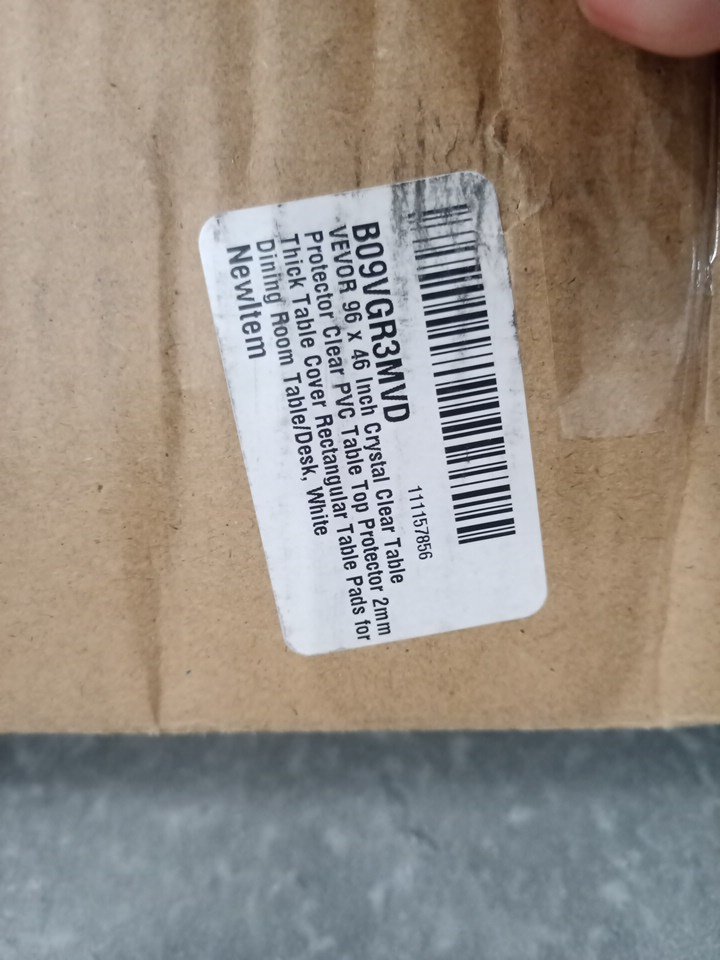 111157856
B09VGR3MVD
VEVOR 96 x 46 Inch Crystal Clear Table
Protector Clear PVC Table Top Protector 2mm
Thick Table Cover Rectangular Table Pads for
Dining Room Table/Desk, White
NewItem